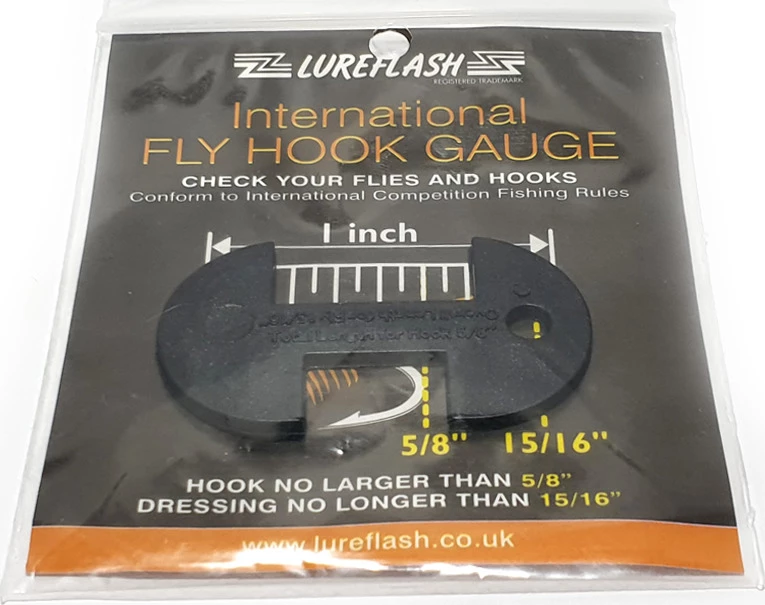 LUREFLASH
REGISTERED TRADEMARK
International
FLY HOOK GAUGE
CHECK YOUR FLIES AND HOOKS
Conform to International Competition Fishing Rules
1 inch
5/8" 15/16"
HOOK NO LARGER THAN 5/8"
DRESSING NO LONGER THAN 15/16"
www.lureflash.co.uk